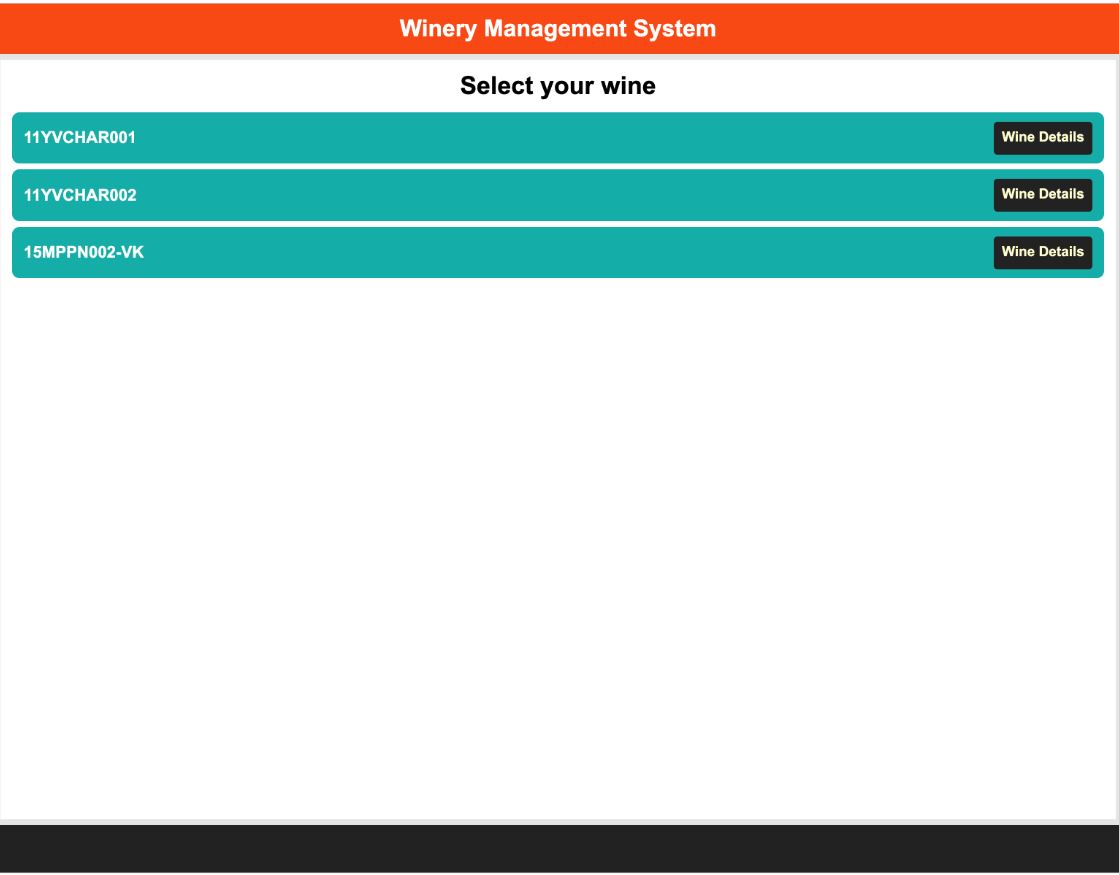 Winery Management System
Select your wine
11YVCHAR001
Wine Details
11YVCHAR002
Wine Details
15MPPN002-VK
Wine Details